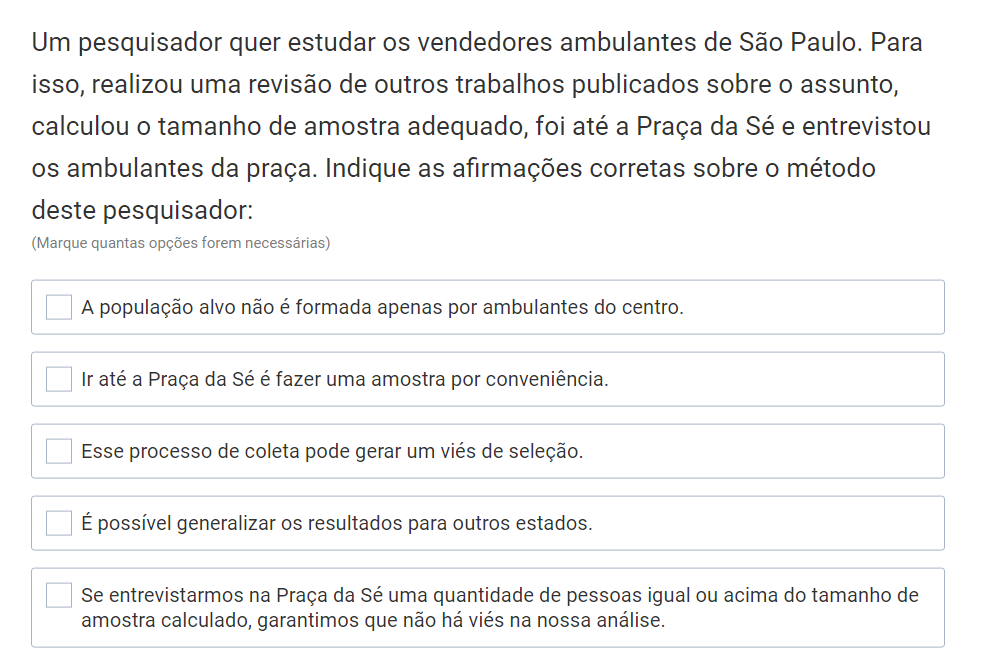 Um pesquisador quer estudar os vendedores ambulantes de São Paulo. Para
isso, realizou uma revisão de outros trabalhos publicados sobre o assunto,
calculou o tamanho de amostra adequado, foi até a Praça da Sé e entrevistou
os ambulantes da praça. Indique as afirmações corretas sobre o método
deste pesquisador:
(Marque quantas opções forem necessárias)
A população alvo não é formada apenas por ambulantes do centro.
Ir até a Praça da Sé é fazer uma amostra por conveniência.
Esse processo de coleta pode gerar um viés de seleção.
É possível generalizar os resultados para outros estados.
Se entrevistarmos na Praça da Sé uma quantidade de pessoas igual ou acima do tamanho de
amostra calculado, garantimos que não há viés na nossa análise.